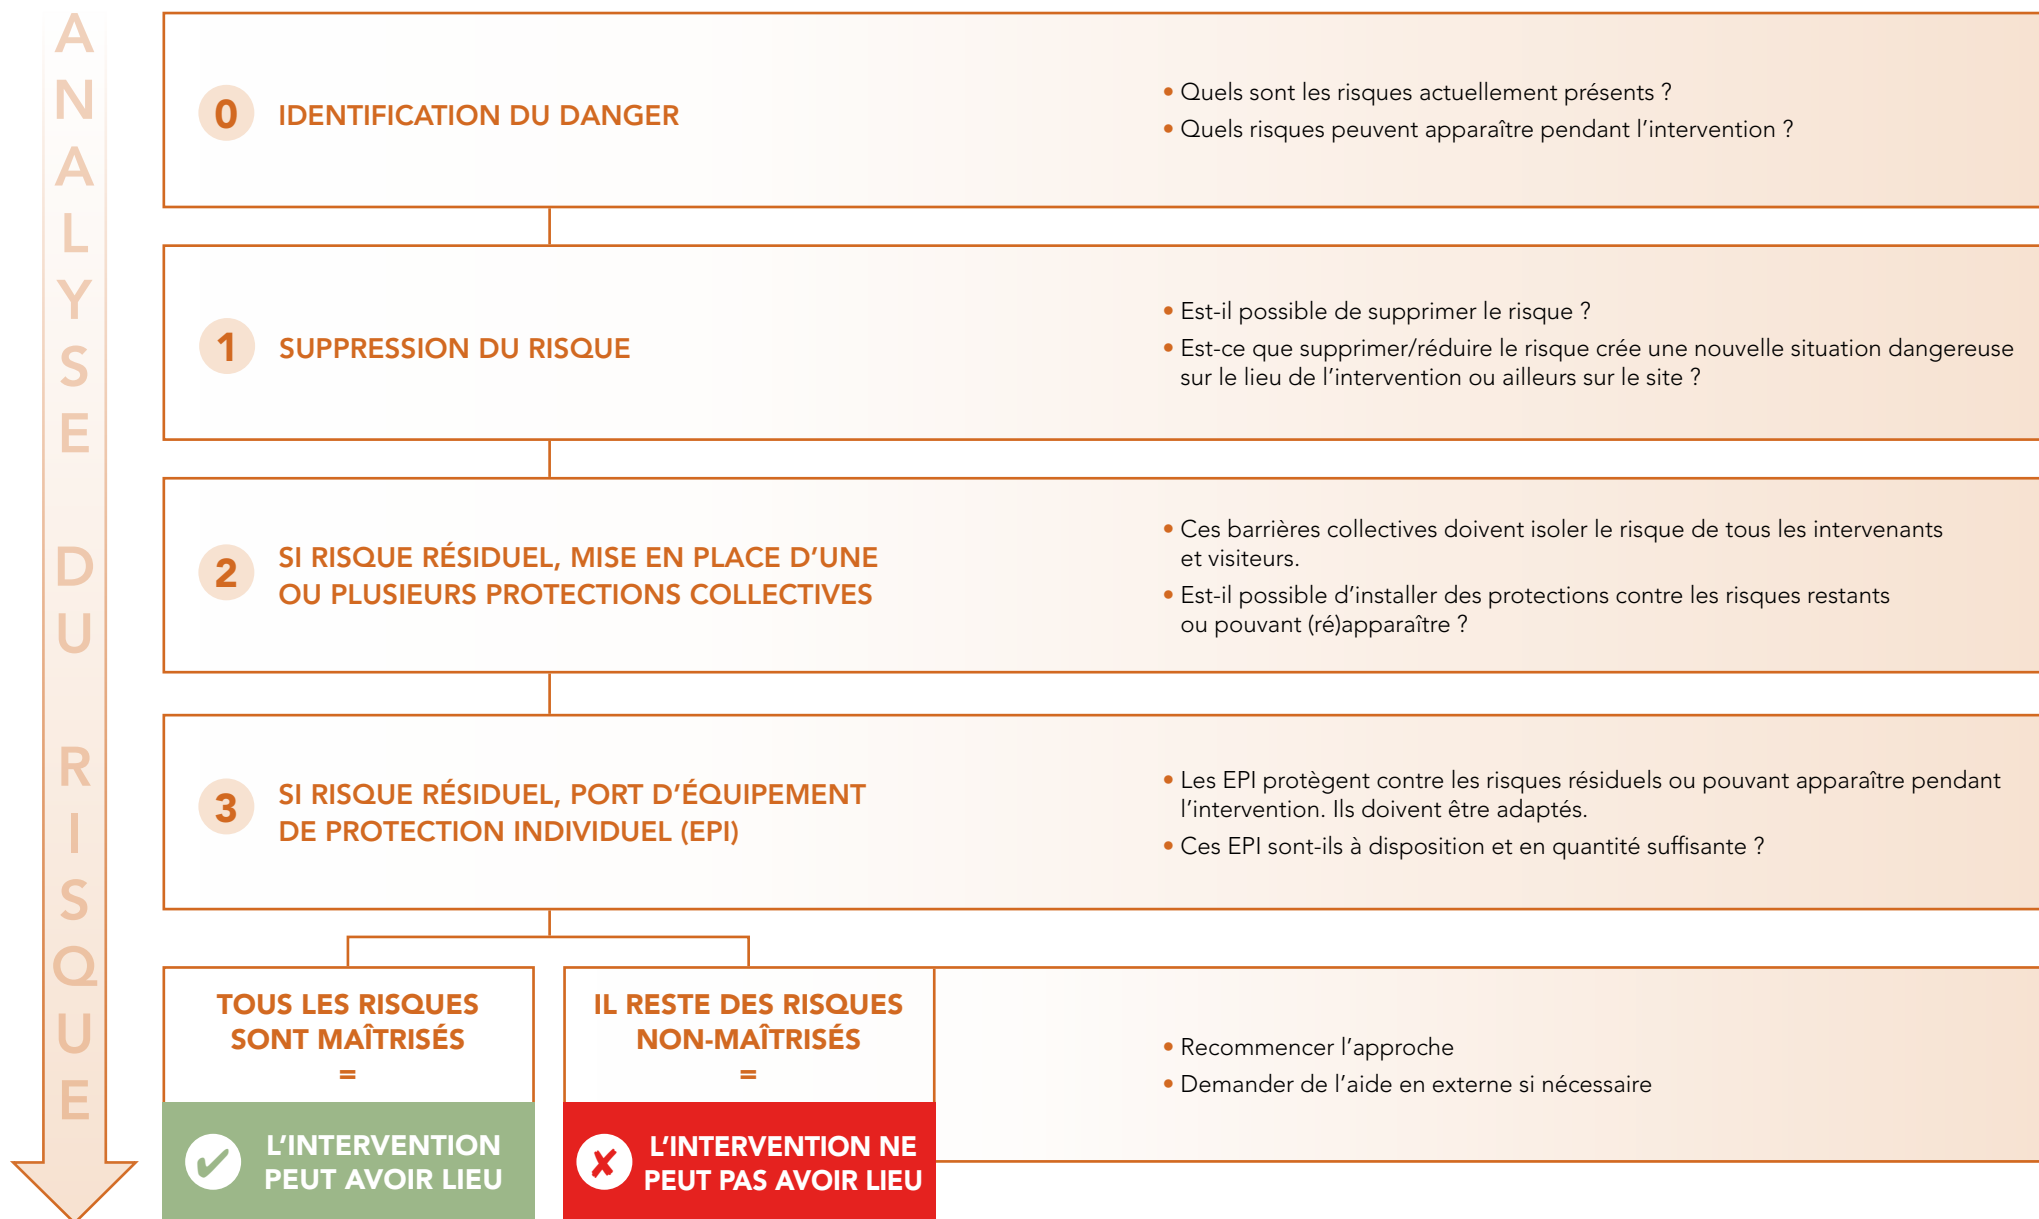 ANALYSE DU RISQUE
0
IDENTIFICATION DU DANGER
• Quels sont les risques actuellement présents ?
• Quels risques peuvent apparaître pendant l’intervention ?
1
SUPPRESSION DU RISQUE
• Est-il possible de supprimer le risque ?
• Est-ce que supprimer/réduire le risque crée une nouvelle situation dangereuse
sur le lieu de l’intervention ou ailleurs sur le site ?
2
SI RISQUE RÉSIDUEL, MISE EN PLACE D’UNE
OU PLUSIEURS PROTECTIONS COLLECTIVES
• Ces barrières collectives doivent isoler le risque de tous les intervenants
et visiteurs.
• Est-il possible d’installer des protections contre les risques restants
ou pouvant (ré)apparaître ?
3
SI RISQUE RÉSIDUEL, PORT D’ÉQUIPEMENT
DE PROTECTION INDIVIDUEL (EPI)
• Les EPI protègent contre les risques résiduels ou pouvant apparaître pendant
l’intervention. Ils doivent être adaptés.
• Ces EPI sont-ils à disposition et en quantité suffisante ?
TOUS LES RISQUES
SONT MAÎTRISÉS
=
L’INTERVENTION
PEUT AVOIR LIEU
IL RESTE DES RISQUES
NON-MAÎTRISÉS
=
L’INTERVENTION NE
PEUT PAS AVOIR LIEU
• Recommencer l’approche
• Demander de l’aide en externe si nécessaire